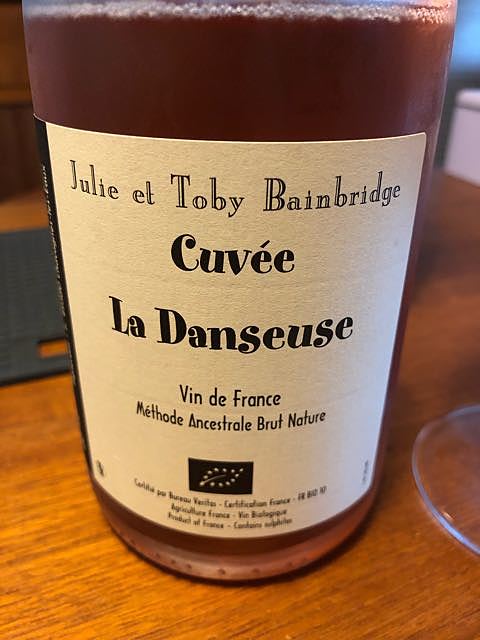 Julie et Toby Bainbridge
Cuvée
La Danseuse
Vin de France
Méthode Ancestrale Brut Nature
Certifié par Bureau Veritas - Certification France - FR BIO 10
Agriculture France - Vin Biologique
Product of France - Contains sulphites